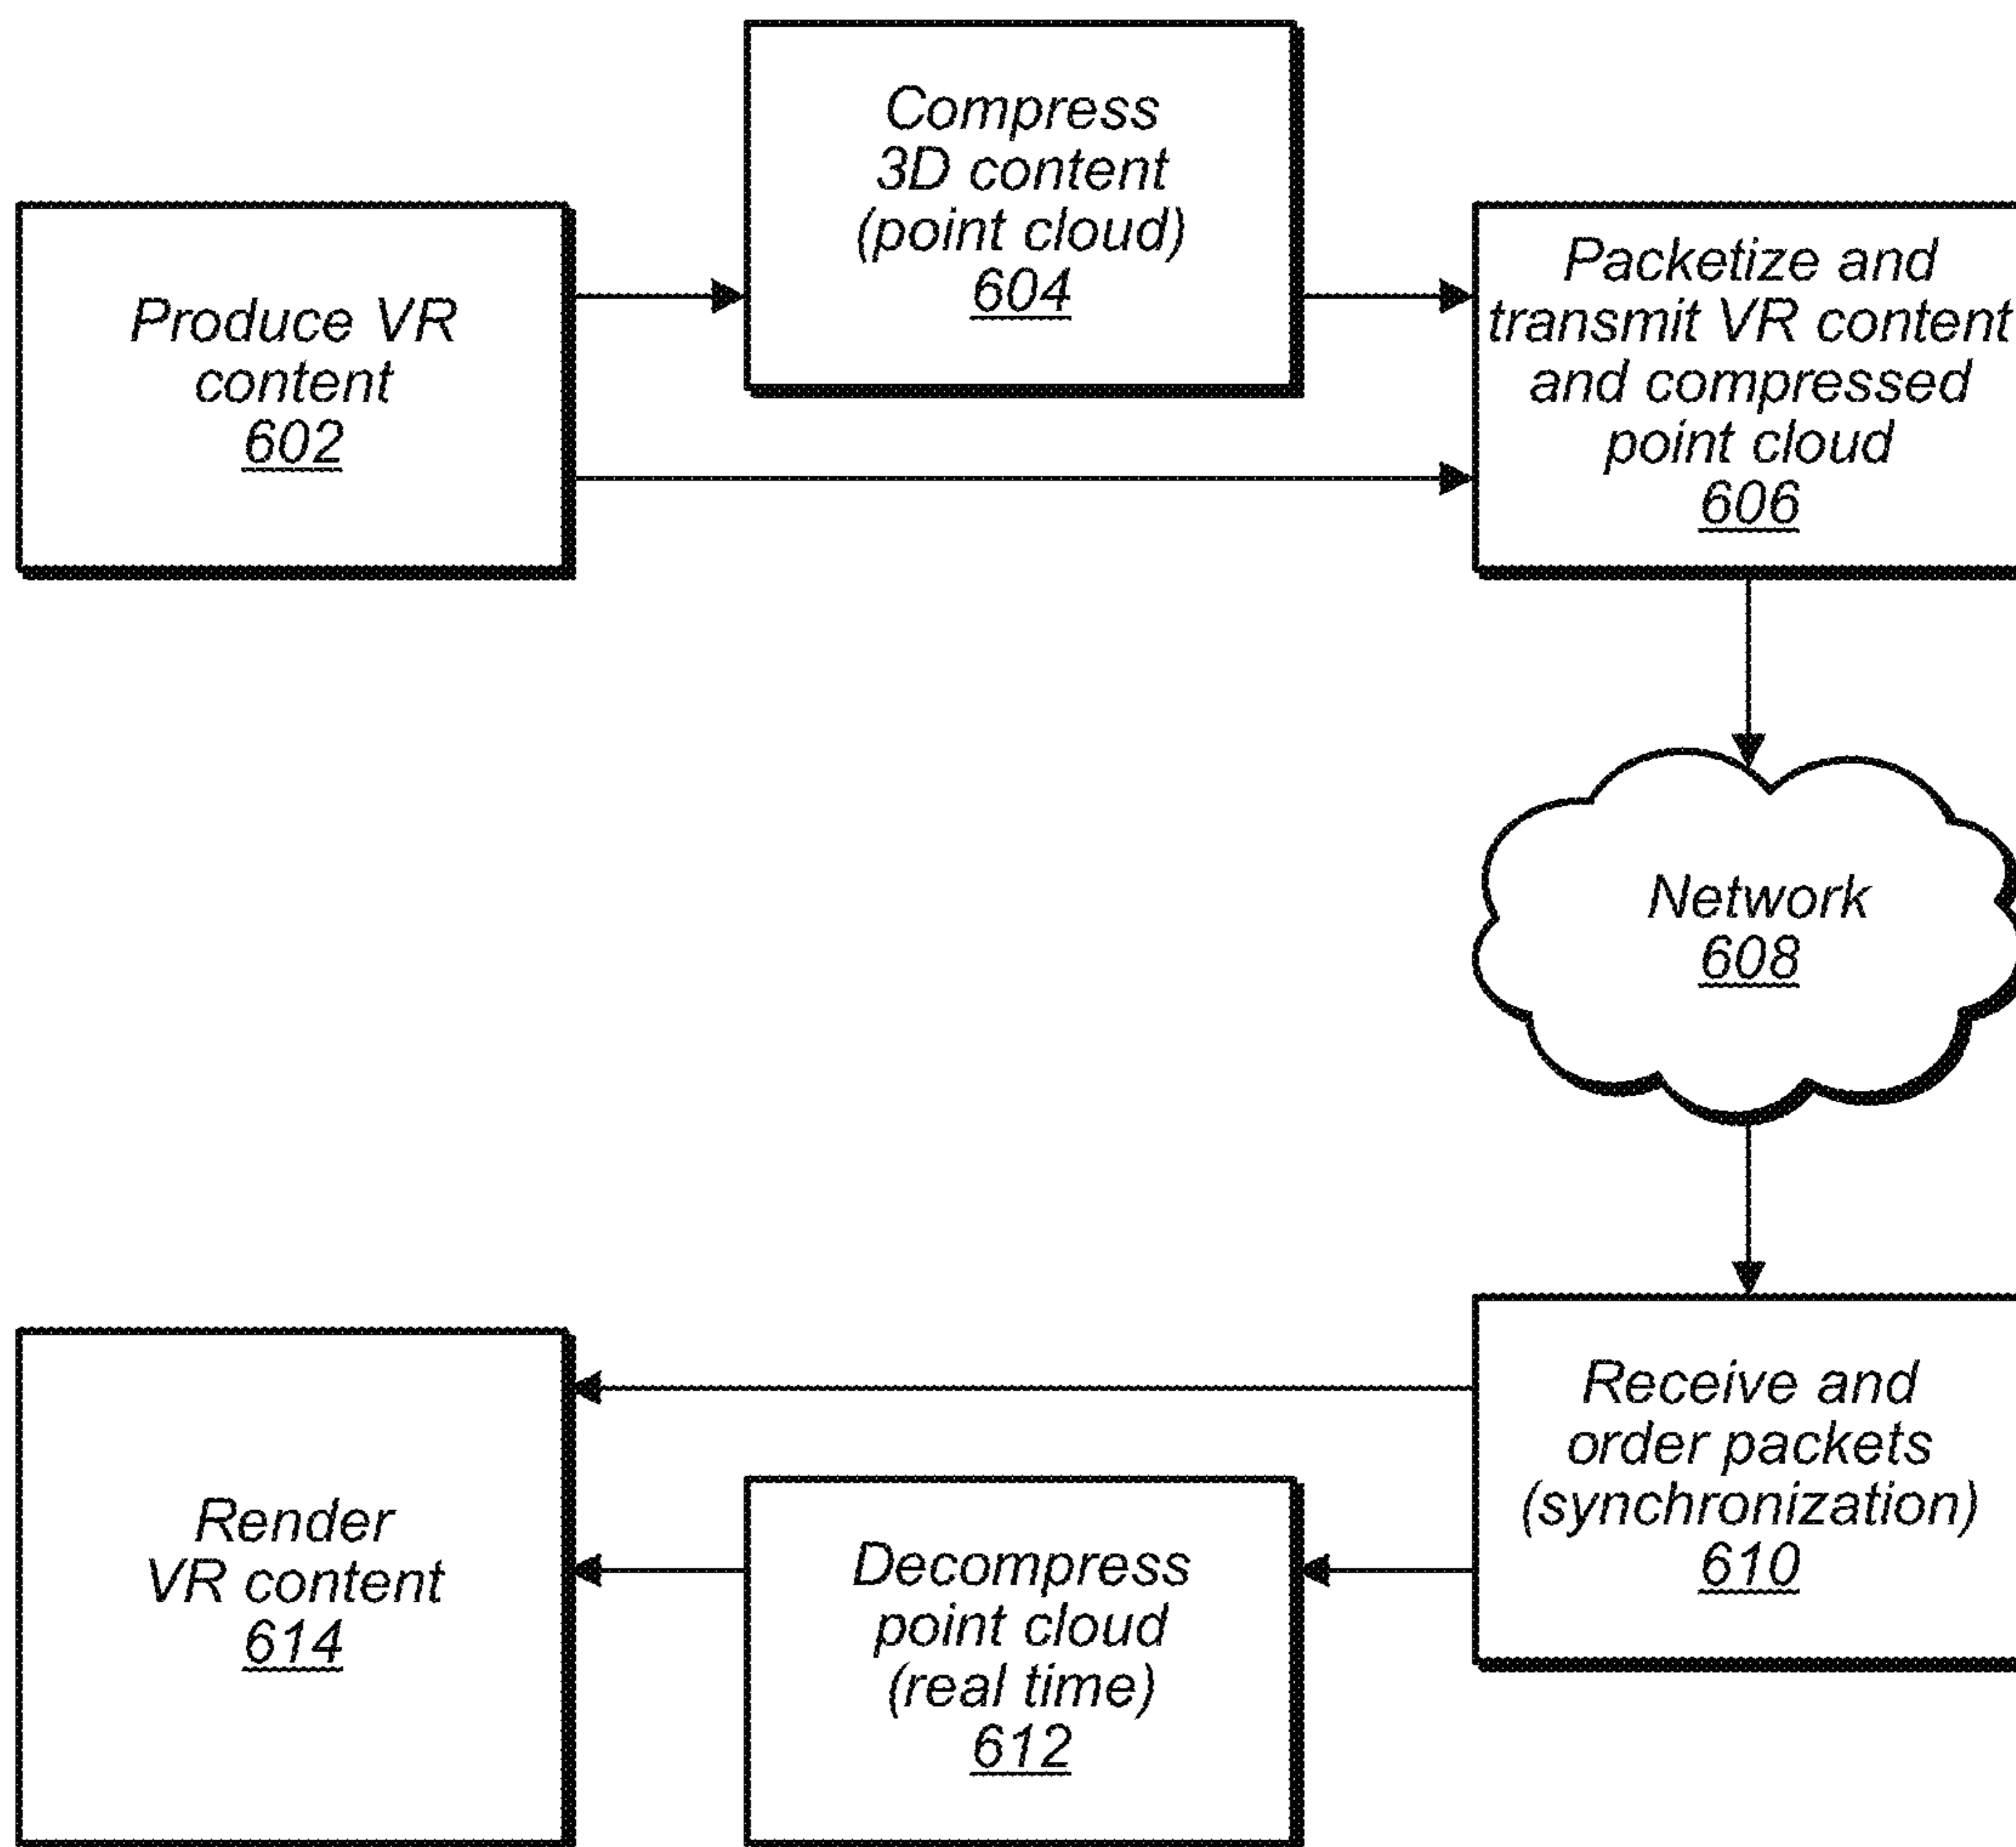 Produce VR
content
602
Compress
3D content
(point cloud)
604
Packetize and
transmit VR content
and compressed
point cloud
606
Network
608
Receive and
order packets
(synchronization)
610
Decompress
point cloud
(real time)
612
Render
VR content
614